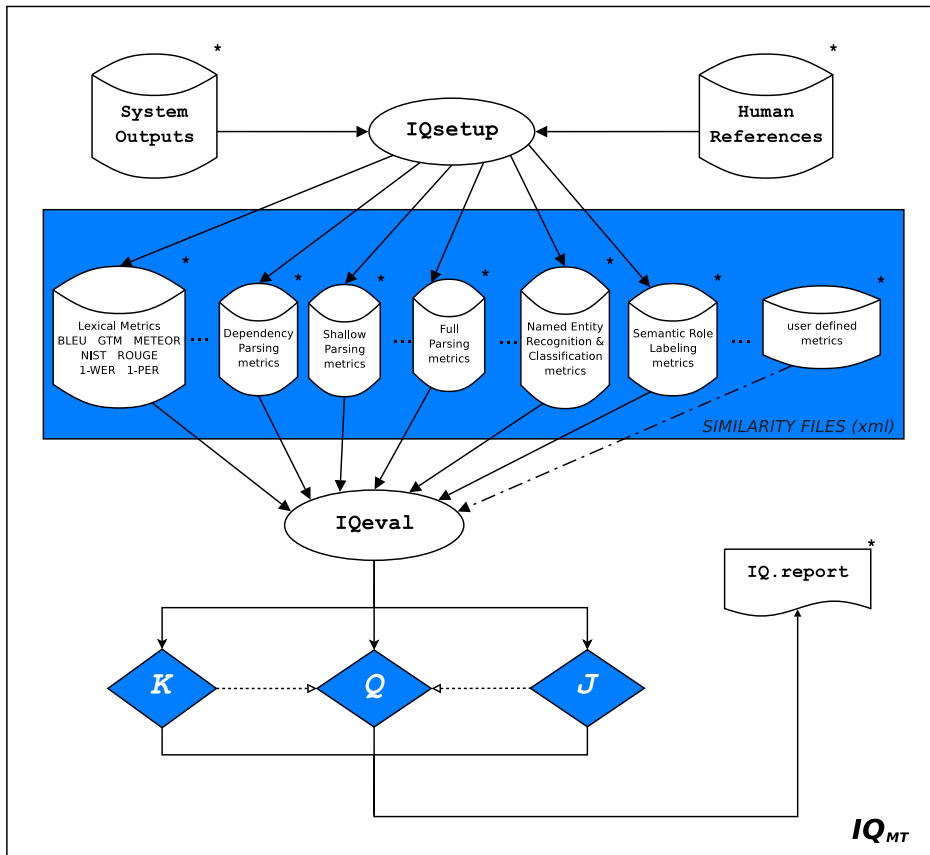 *
*
System
Outputs
IQsetup
Human
References
*
*
*
*
*
*
*
Lexical Metrics
BLEU GTM METEOR
NIST ROUGE
1-WER 1-PER
...
Dependency
Parsing
metrics
Shallow
Parsing
metrics
...
Full
Parsing
metrics
...
Named Entity
Recognition &
Classification
metrics
Semantic Role
Labeling
metrics
...
user defined
metrics
SIMILARITY FILES (xml)
IQeval
*
IQ.report
K
Q
J
IQMT